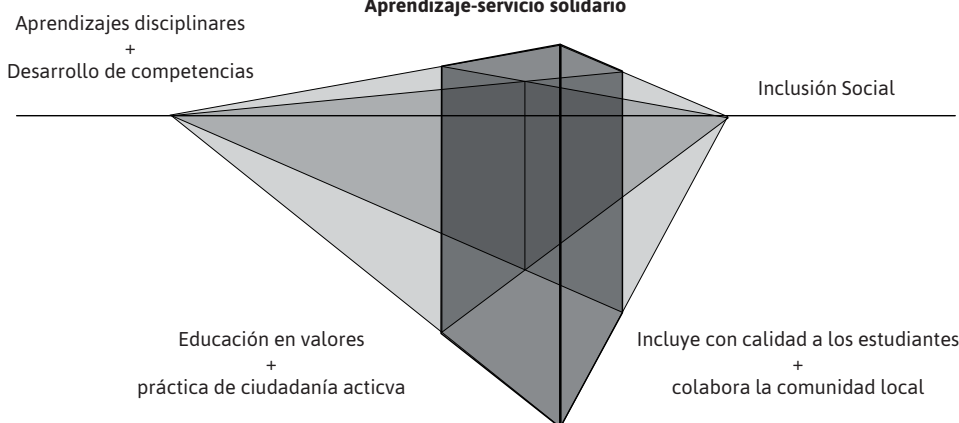 Aprendizaje-servicio solidario
Aprendizajes disciplinares
+
Desarrollo de competencias
Inclusión Social
Educación en valores
+
práctica de ciudadanía acticva
Incluye con calidad a los estudiantes
+
colabora la comunidad local